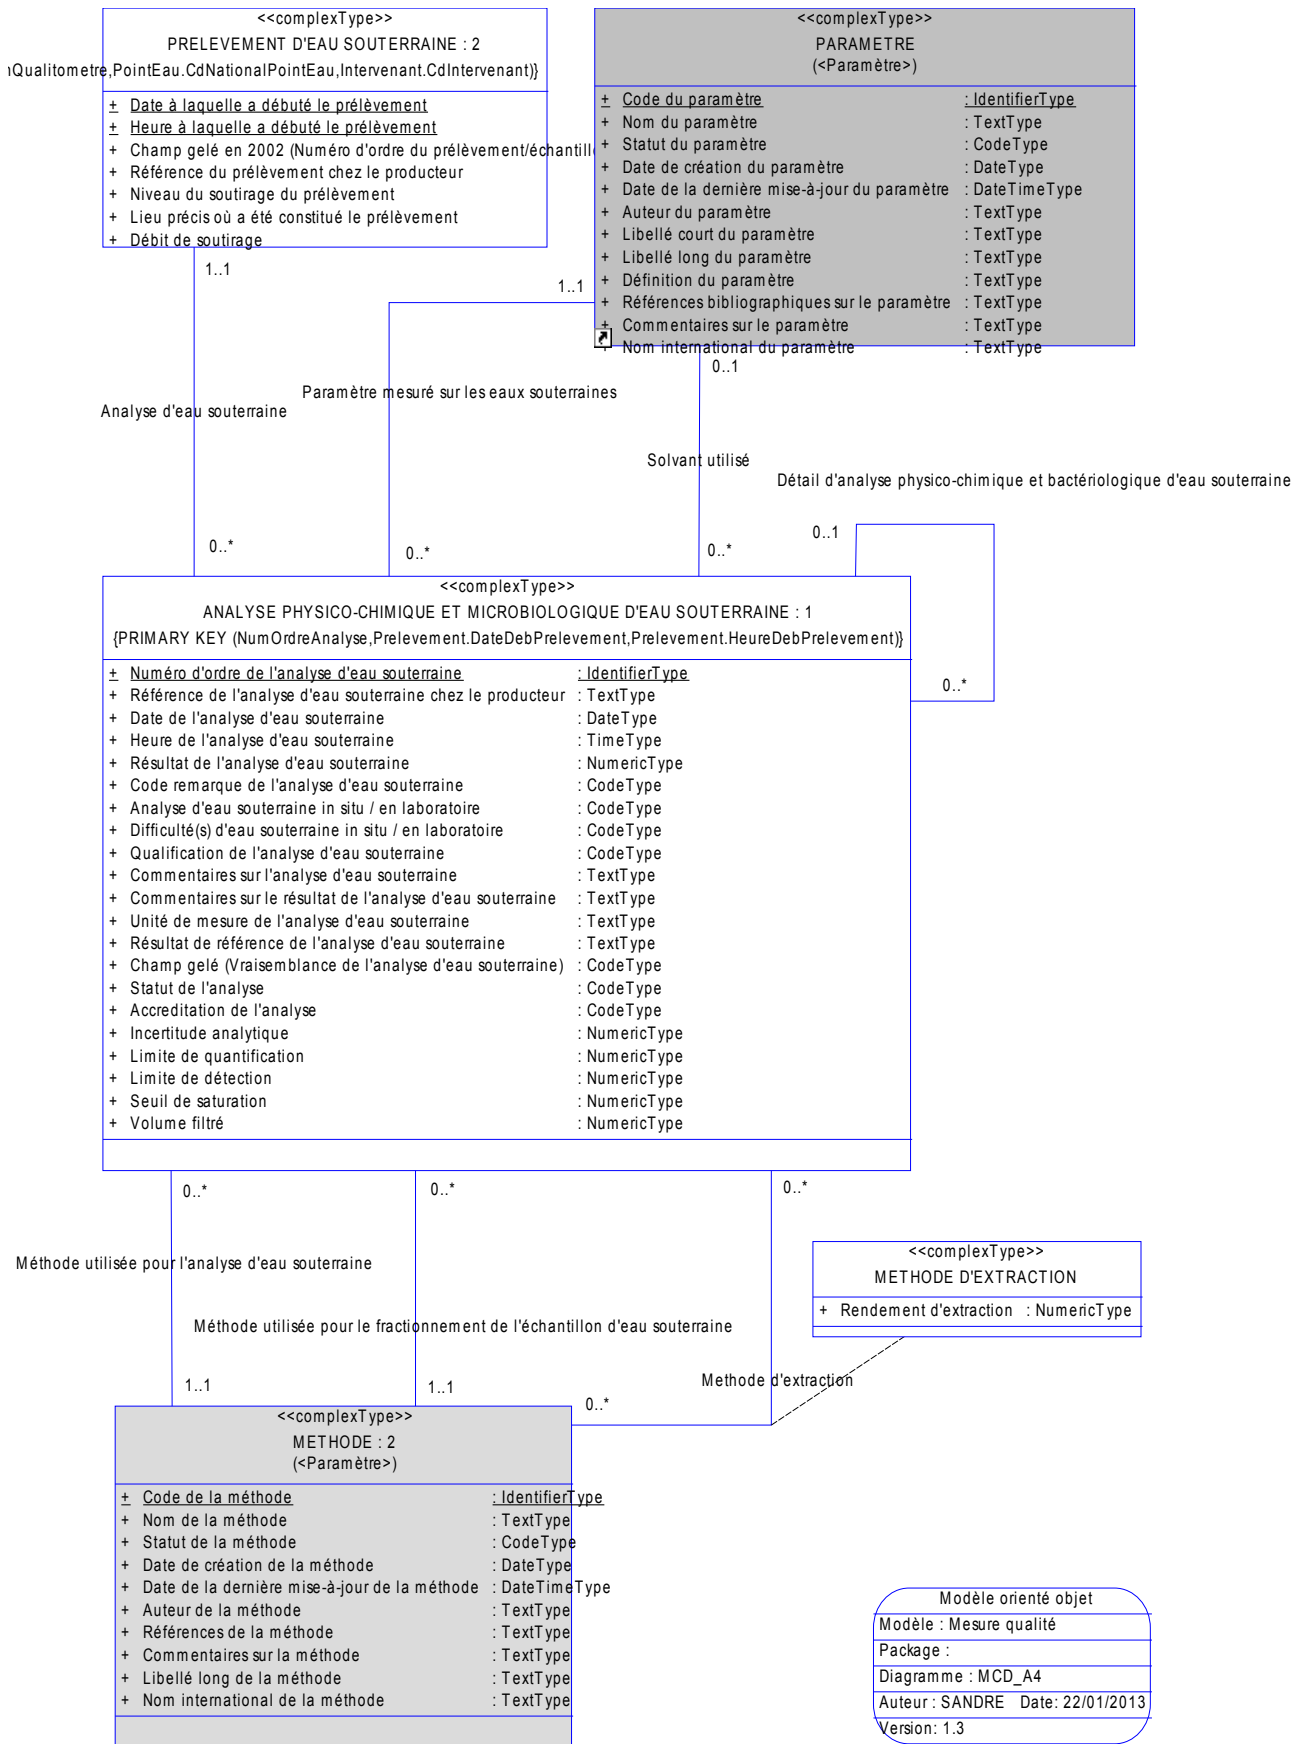 <<complexType>>
PRELEVEMENT D'EAU SOUTERRAINE : 2
nQualitometre,PointEau.CdNationalPointEau,Intervenant.CdIntervenant)}
+ Date à laquelle a débuté le prélèvement
+ Heure à laquelle a débuté le prélèvement
+ Champ gelé en 2002 (Numéro d'ordre du prélèvement/échantill
+ Référence du prélèvement chez le producteur
+ Niveau du soutirage du prélèvement
+ Lieu précis où a été constitué le prélèvement
+ Débit de soutirage
<<complexType>>
PARAMETRE
(<Paramètre>)
+ Code du paramètre : IdentifierType
+ Nom du paramètre : TextType
+ Statut du paramètre : CodeType
+ Date de création du paramètre : DateType
+ Date de la dernière mise-à-jour du paramètre : DateTimeType
+ Auteur du paramètre : TextType
+ Libellé court du paramètre : TextType
+ Libellé long du paramètre : TextType
+ Définition du paramètre : TextType
+ Références bibliographiques sur le paramètre : TextType
+ Commentaires sur le paramètre : TextType
+ Nom international du paramètre : TextType
1..1
1..1
0..1
Paramètre mesuré sur les eaux souterraines
Analyse d'eau souterraine
Solvant utilisé
Détail d'analyse physico-chimique et bactériologique d'eau souterraine
0..1
0..*
0..*
0..*
<<complexType>>
ANALYSE PHYSICO-CHIMIQUE ET MICROBIOLOGIQUE D'EAU SOUTERRAINE : 1
{PRIMARY KEY (NumOrdreAnalyse,Prelevement.DateDebPrelevement,Prelevement.HeureDebPrelevement)}
+ Numéro d'ordre de l'analyse d'eau souterraine : IdentifierType
+ Référence de l'analyse d'eau souterraine chez le producteur : TextType
+ Date de l'analyse d'eau souterraine : DateType
+ Heure de l'analyse d'eau souterraine : TimeType
+ Résultat de l'analyse d'eau souterraine : NumericType
+ Code remarque de l'analyse d'eau souterraine : CodeType
+ Analyse d'eau souterraine in situ / en laboratoire : CodeType
+ Difficulté(s) d'eau souterraine in situ / en laboratoire : CodeType
+ Qualification de l'analyse d'eau souterraine : CodeType
+ Commentaires sur l'analyse d'eau souterraine : TextType
+ Commentaires sur le résultat de l'analyse d'eau souterraine : TextType
+ Unité de mesure de l'analyse d'eau souterraine : TextType
+ Résultat de référence de l'analyse d'eau souterraine : TextType
+ Champ gelé (Vraisemblance de l'analyse d'eau souterraine) : CodeType
+ Statut de l'analyse : CodeType
+ Accreditation de l'analyse : CodeType
+ Incertitude analytique : NumericType
+ Limite de quantification : NumericType
+ Limite de détection : NumericType
+ Seuil de saturation : NumericType
+ Volume filtré : NumericType
0..*
0..*
0..*
0..*
Méthode utilisée pour l'analyse d'eau souterraine
<<complexType>>
METHODE D'EXTRACTION
+ Rendement d'extraction : NumericType
Méthode utilisée pour le fractionnement de l'échantillon d'eau souterraine
Methode d'extraction
1..1
1..1
0..*
<<complexType>>
METHODE : 2
(<Paramètre>)
+ Code de la méthode : IdentifierType
+ Nom de la méthode : TextType
+ Statut de la méthode : CodeType
+ Date de création de la méthode : DateType
+ Date de la dernière mise-à-jour de la méthode : DateTimeType
+ Auteur de la méthode : TextType
+ Références de la méthode : TextType
+ Commentaires sur la méthode : TextType
+ Libellé long de la méthode : TextType
+ Nom international de la méthode : TextType
Modèle orienté objet
Modèle : Mesure qualité
Package :
Diagramme : MCD_A4
Auteur : SANDRE Date: 22/01/2013
Version: 1.3